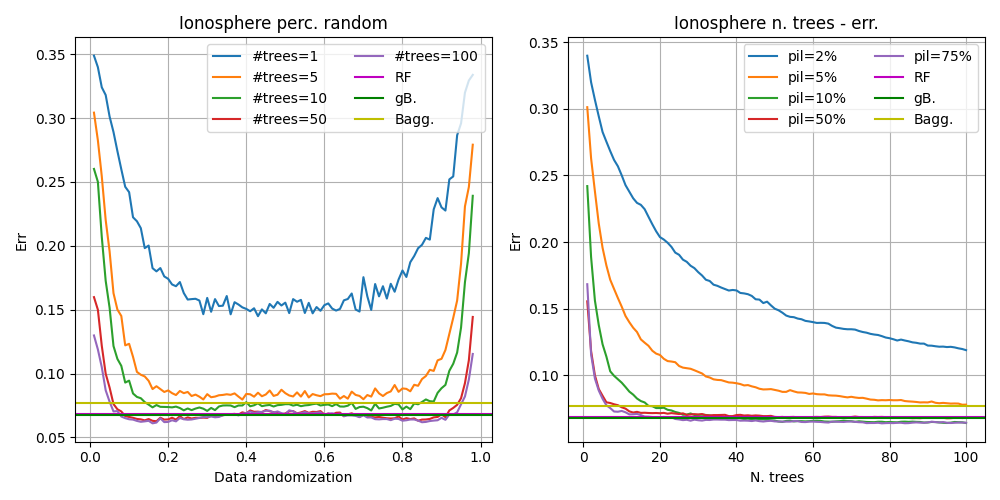 Ionosphere perc. random
Err
0.35
0.30
0.25
0.20
0.15
0.10
0.05
#trees=1
#trees=5
#trees=10
#trees=50
#trees=100
RF
gB.
Bagg.
0.0 0.2 0.4 0.6 0.8 1.0
Data randomization
Ionosphere n. trees - err.
Err
0.35
0.30
0.25
0.20
0.15
0.10
pil=2%
pil=5%
pil=10%
pil=50%
pil=75%
RF
gB.
Bagg.
0 20 40 60 80 100
N. trees